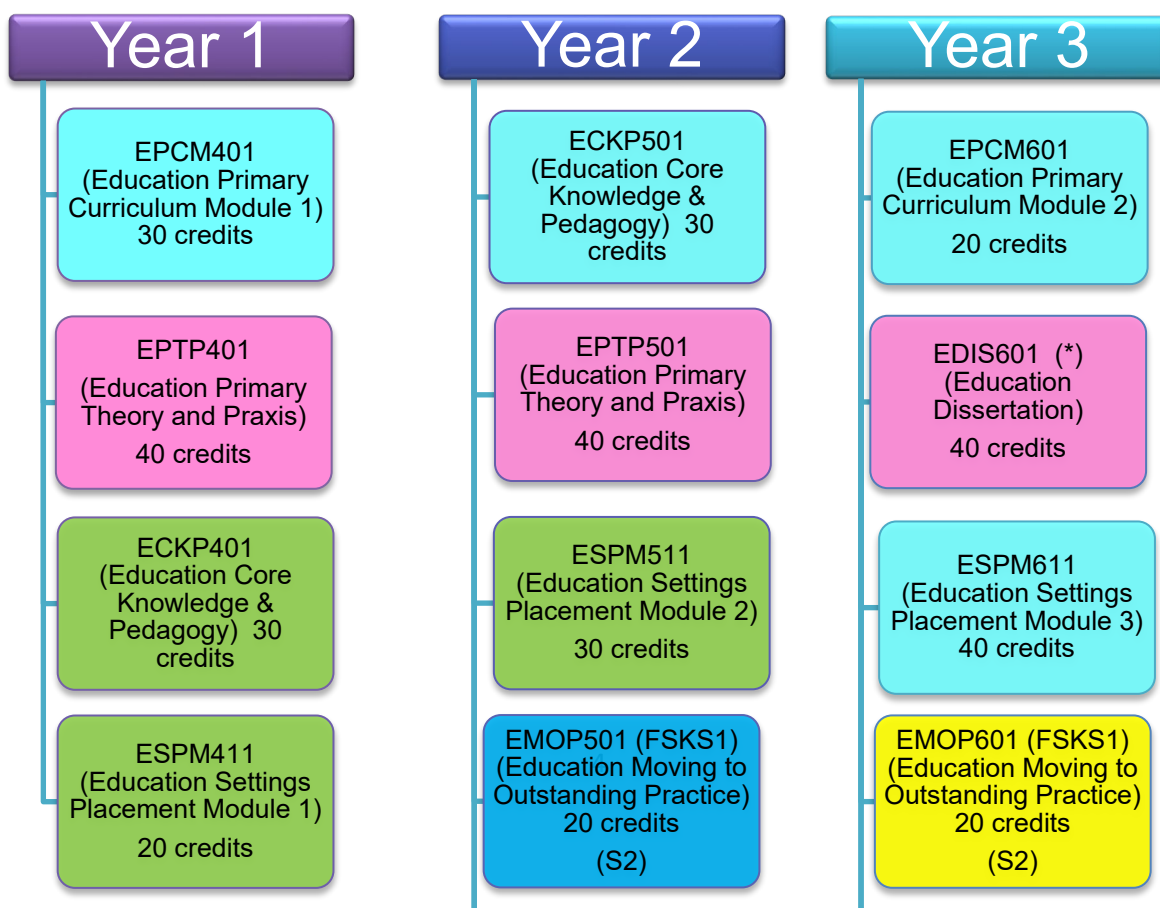 Year 1
EPCM401
(Education Primary
Curriculum Module 1)
30 credits
EPTP401
(Education Primary
Theory and Praxis)
40 credits
ECKP401
(Education Core
Knowledge &
Pedagogy)  30
credits
ESPM411
(Education Settings
Placement Module 1)
20 credits
Year 2
ECKP501
(Education Core
Knowledge &
Pedagogy)  30
credits
EPTP501
(Education Primary
Theory and Praxis)
40 credits
ESPM511
(Education Settings
Placement Module 2)
30 credits
EMOP501 (FSKS1)
(Education Moving to
Outstanding Practice)
20 credits
(S2)
Year 3
EPCM601
(Education Primary
Curriculum Module 2)
20 credits
EDIS601  (*)
(Education
Dissertation)
40 credits
ESPM611
(Education Settings
Placement Module 3)
40 credits
EMOP601 (FSKS1)
(Education Moving to
Outstanding Practice)
20 credits
(S2)